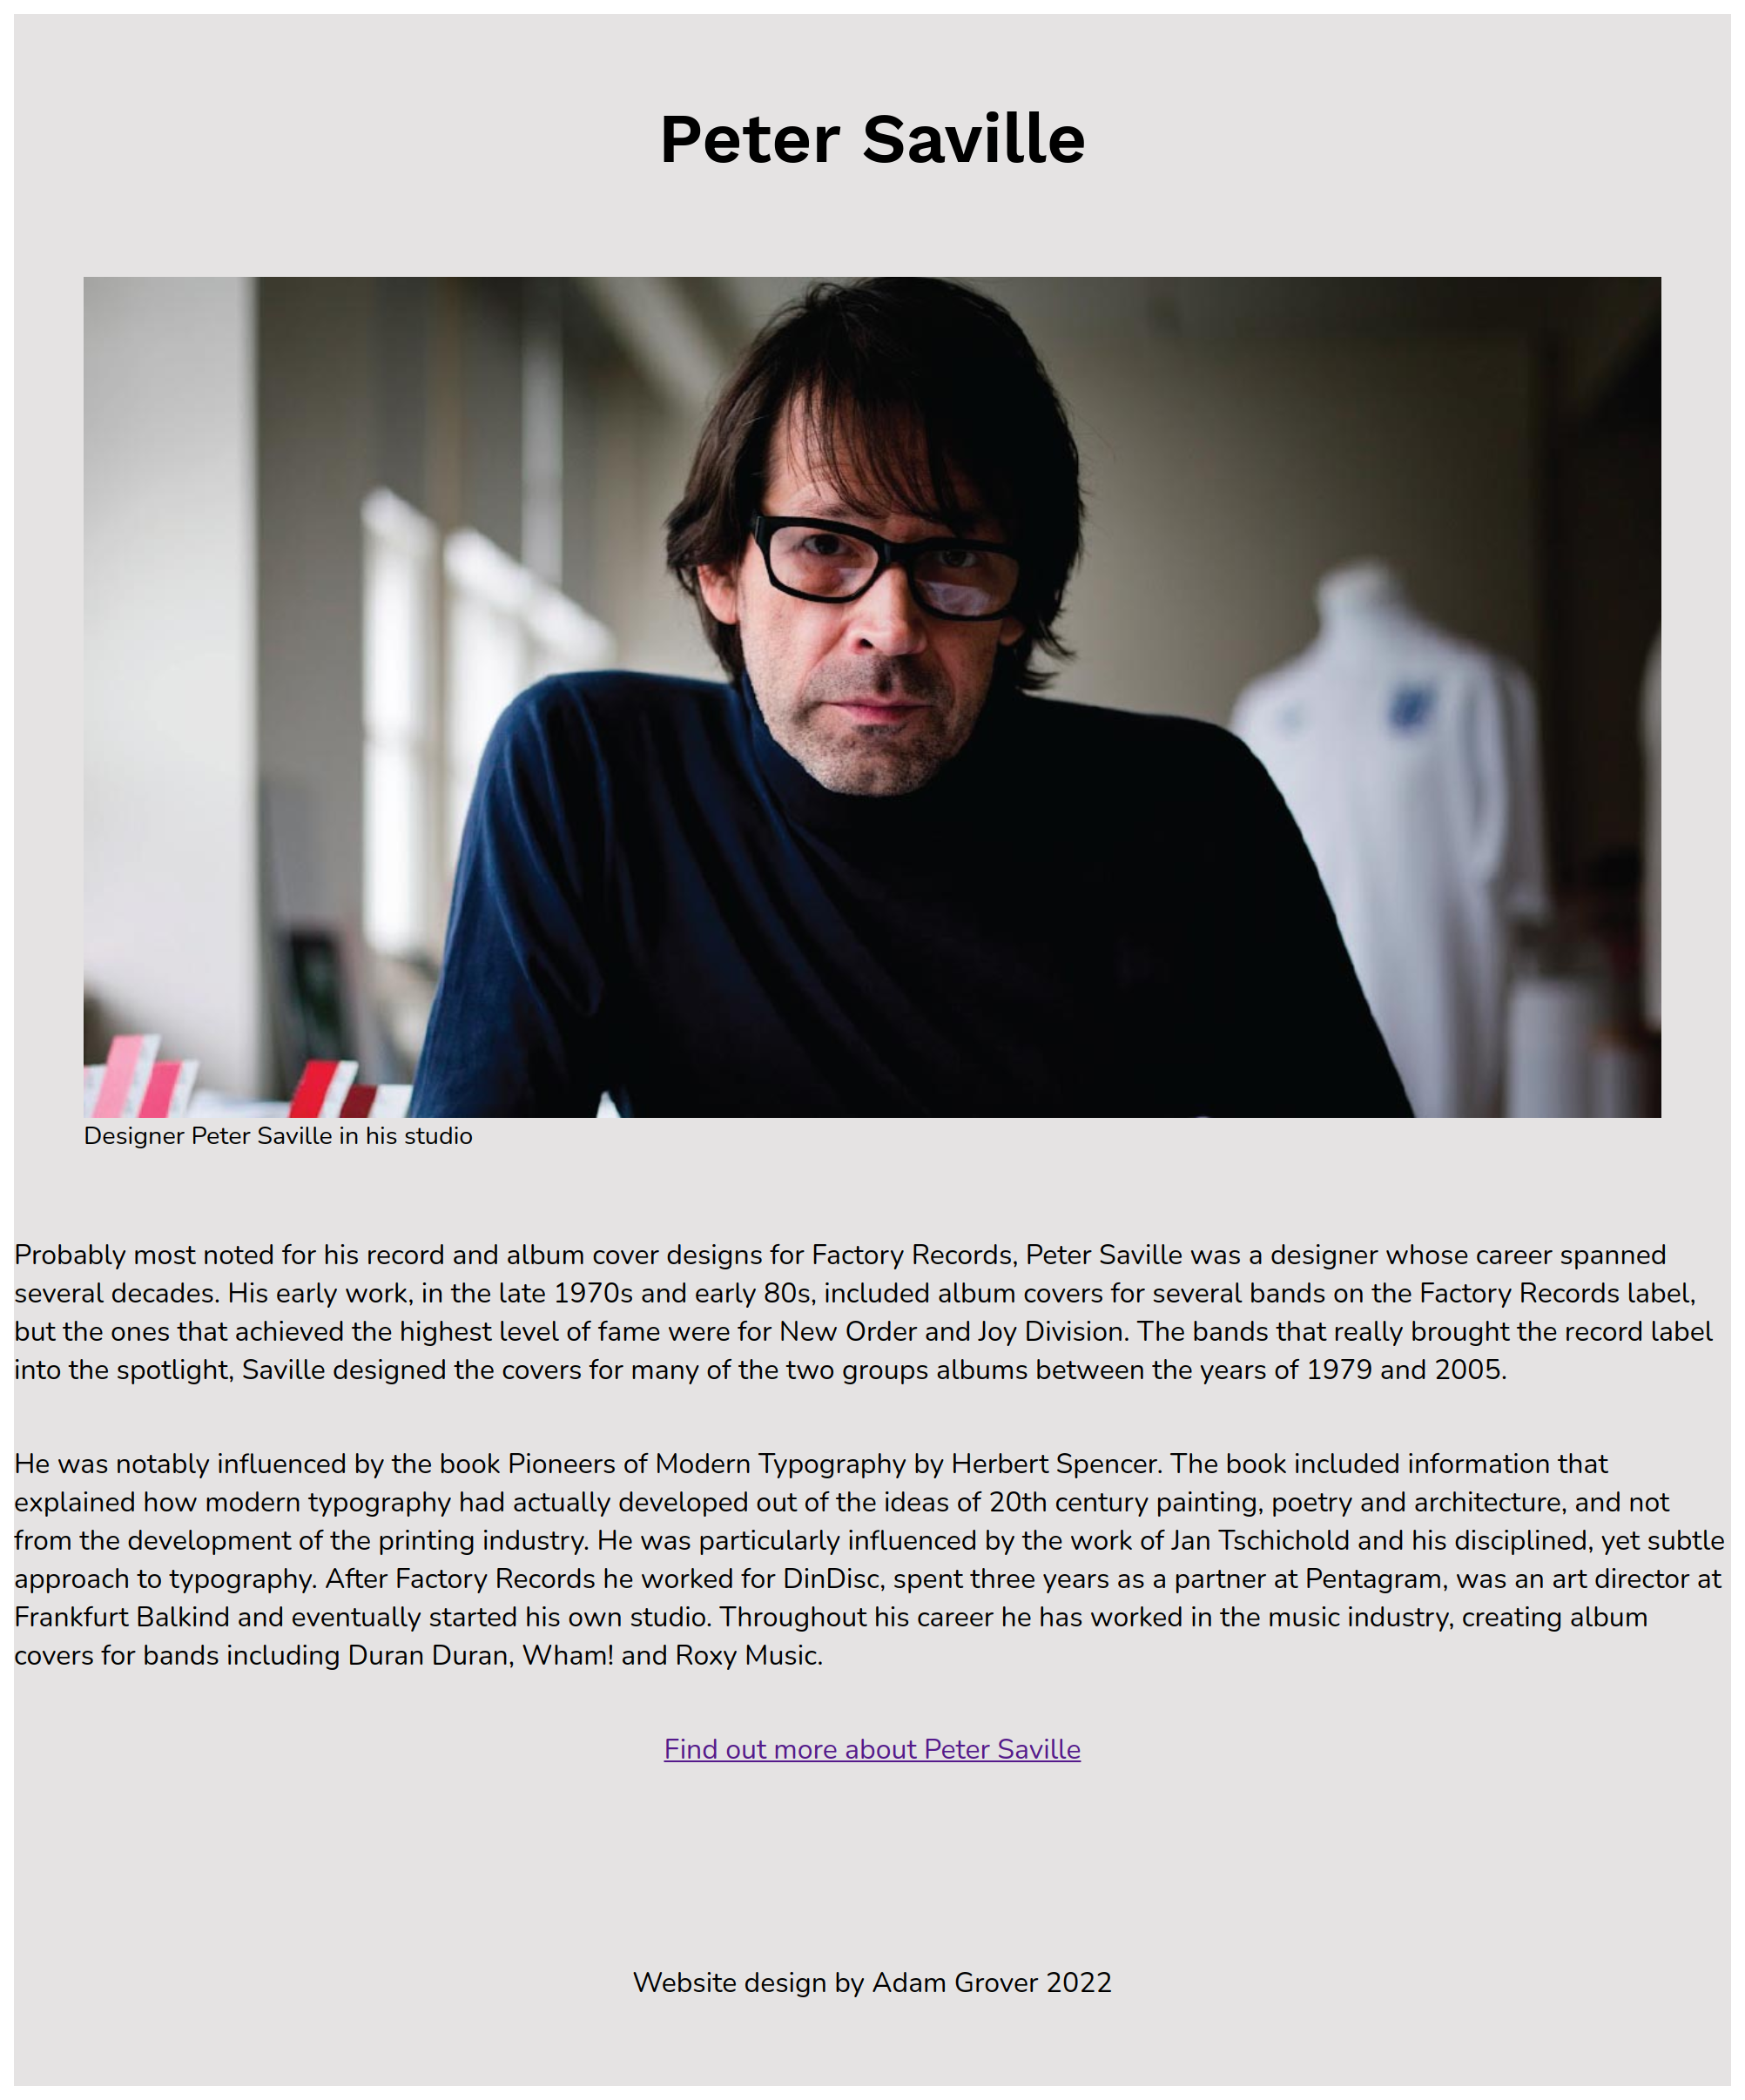 Peter Saville
Designer Peter Saville in his studio
Probably most noted for his record and album cover designs for Factory Records, Peter Saville was a designer whose career spanned
several decades. His early work, in the late 1970s and early 80s, included album covers for several bands on the Factory Records label,
but the ones that achieved the highest level of fame were for New Order and Joy Division. The bands that really brought the record label
into the spotlight, Saville designed the covers for many of the two groups albums between the years of 1979 and 2005.
He was notably influenced by the book Pioneers of Modern Typography by Herbert Spencer. The book included information that
explained how modern typography had actually developed out of the ideas of 20th century painting, poetry and architecture, and not
from the development of the printing industry. He was particularly influenced by the work of Jan Tschichold and his disciplined, yet subtle
approach to typography. After Factory Records he worked for DinDisc, spent three years as a partner at Pentagram, was an art director at
Frankfurt Balkind and eventually started his own studio. Throughout his career he has worked in the music industry, creating album
covers for bands including Duran Duran, Wham! and Roxy Music.
Find out more about Peter Saville
Website design by Adam Grover 2022